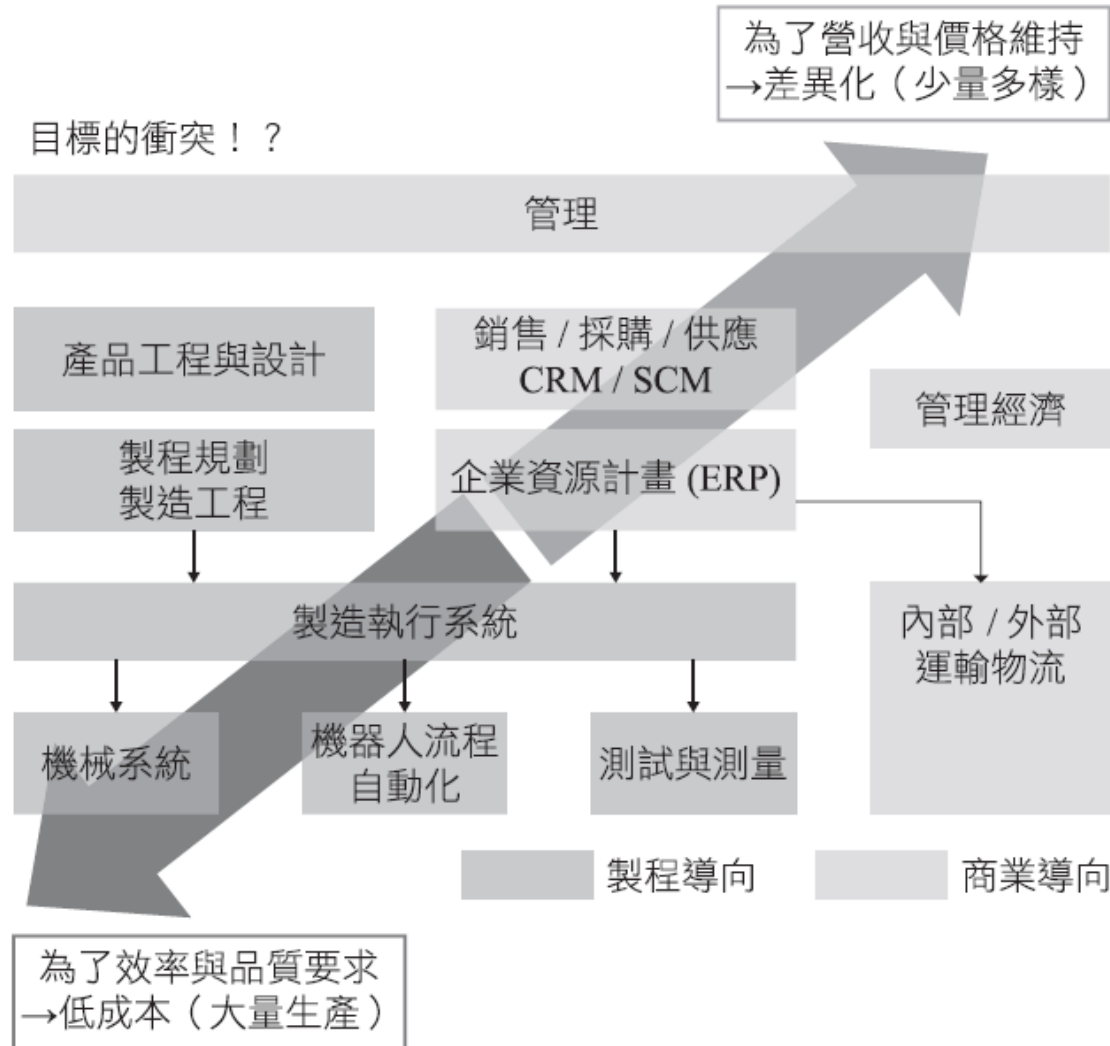 為了營收與價格維持
→差異化（少量多樣）
目標的衝突！？
管理
產品工程與設計
銷售 / 採購 / 供應
CRM / SCM
管理經濟
製程規劃
製造工程
企業資源計畫 (ERP)
製造執行系統
內部 / 外部
運輸物流
機械系統
機器人流程
自動化
測試與測量
製程導向
商業導向
為了效率與品質要求
→低成本（大量生產）